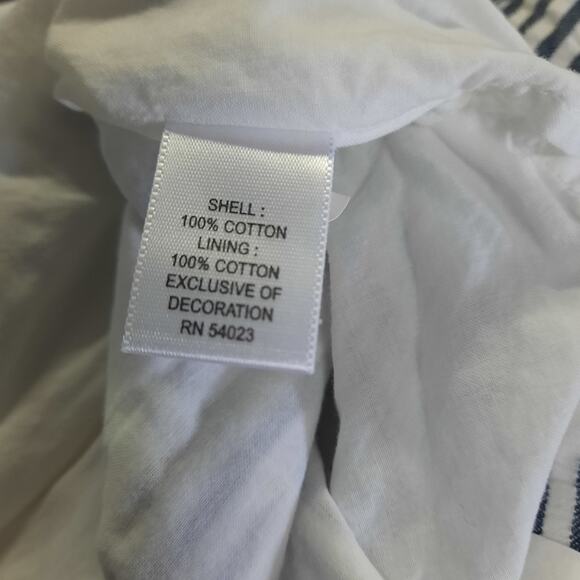 SHELL :
100% COTTON
LINING :
100% COTTON
EXCLUSIVE OF
DECORATION
RN 54023